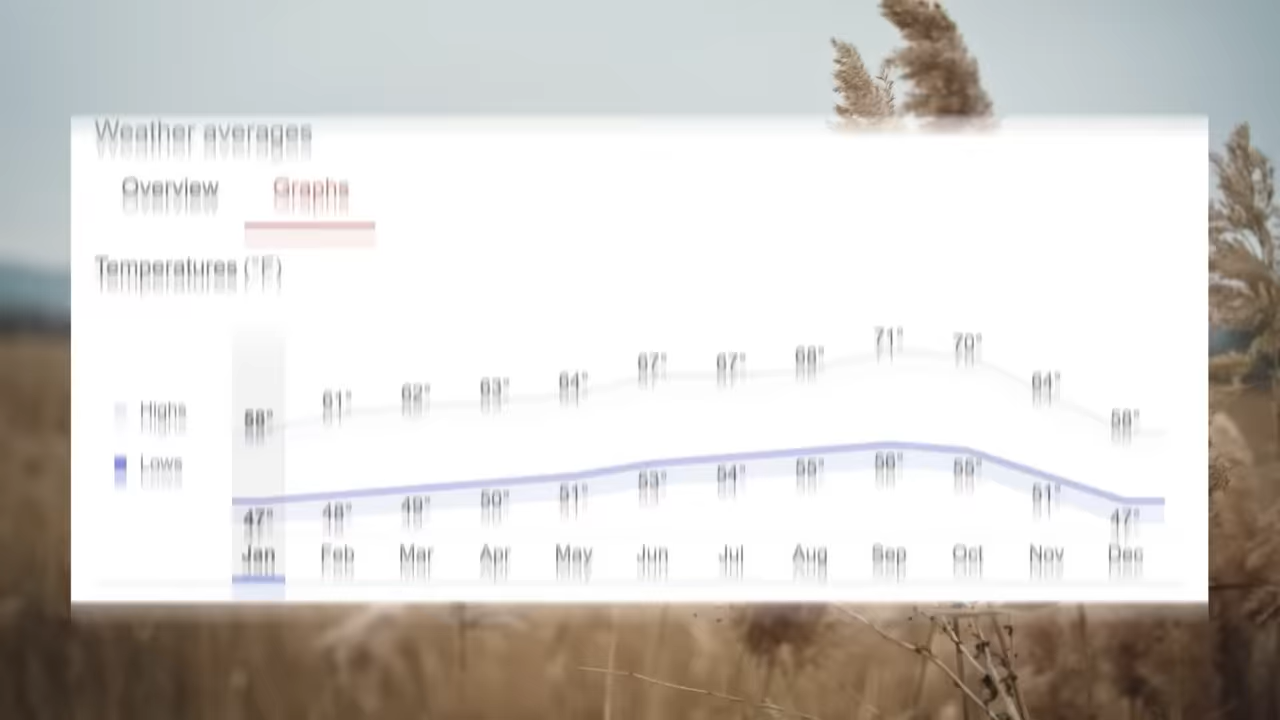 Weather averages
Overview Graphs
Temperatures (°F)
71° 70°
67° 67° 68°
61° 62° 63° 64° 64°
Highs
Lows
47° 48° 49° 50° 51° 53° 54° 55° 56° 55° 51° 47°
Jan Feb Mar Apr May Jun Jul Aug Sep Oct Nov Dec